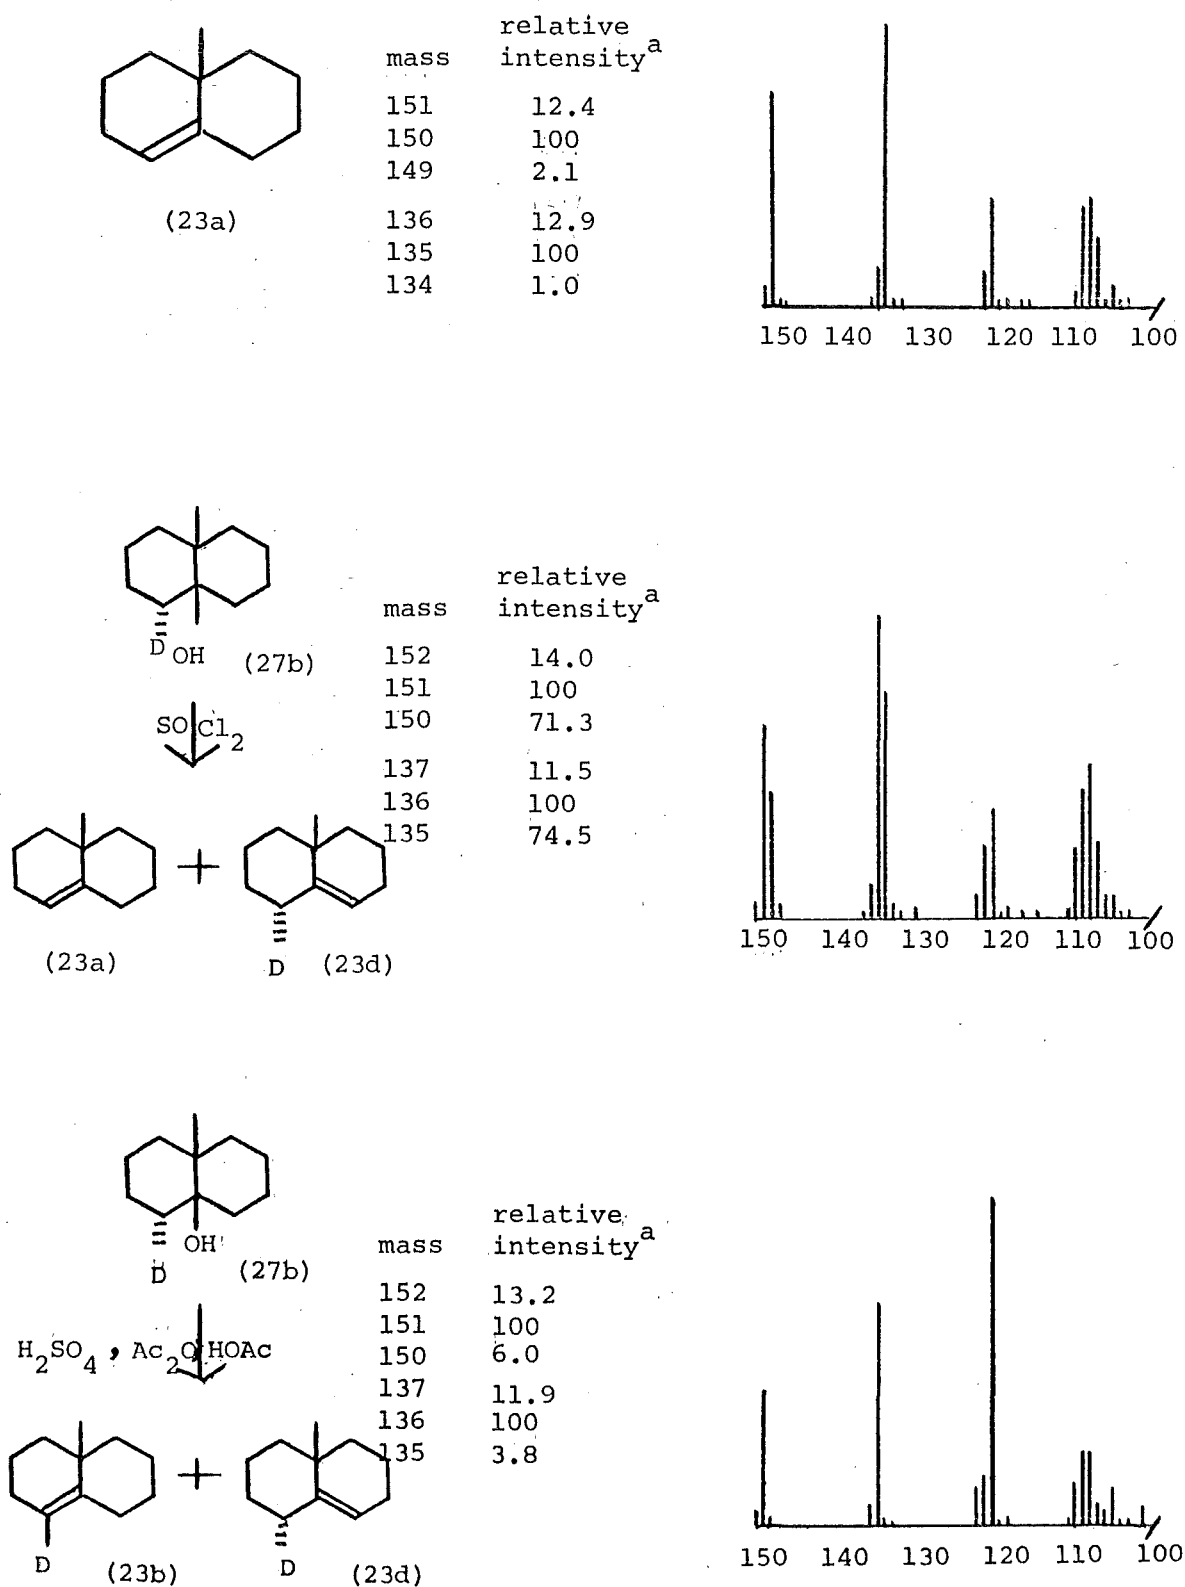 relative
mass intensity a
151 12.4
150 100
149 2.1
136 12.9
135 100
134 1.0
(23a)
150 140 130 120 110 100
relative
mass intensity a
152 14.0
151 100
150 71.3
137 11.5
136 100
135 74.5
D OH (27b)
SOCl2
(23a) D (23d)
150 140 130 120 110 100
relative
mass intensity a
152 13.2
151 100
150 6.0
137 11.9
136 100
135 3.8
D OH (27b)
H2SO4, Ac2O HOAc
D (23b) D (23d)
150 140 130 120 110 100